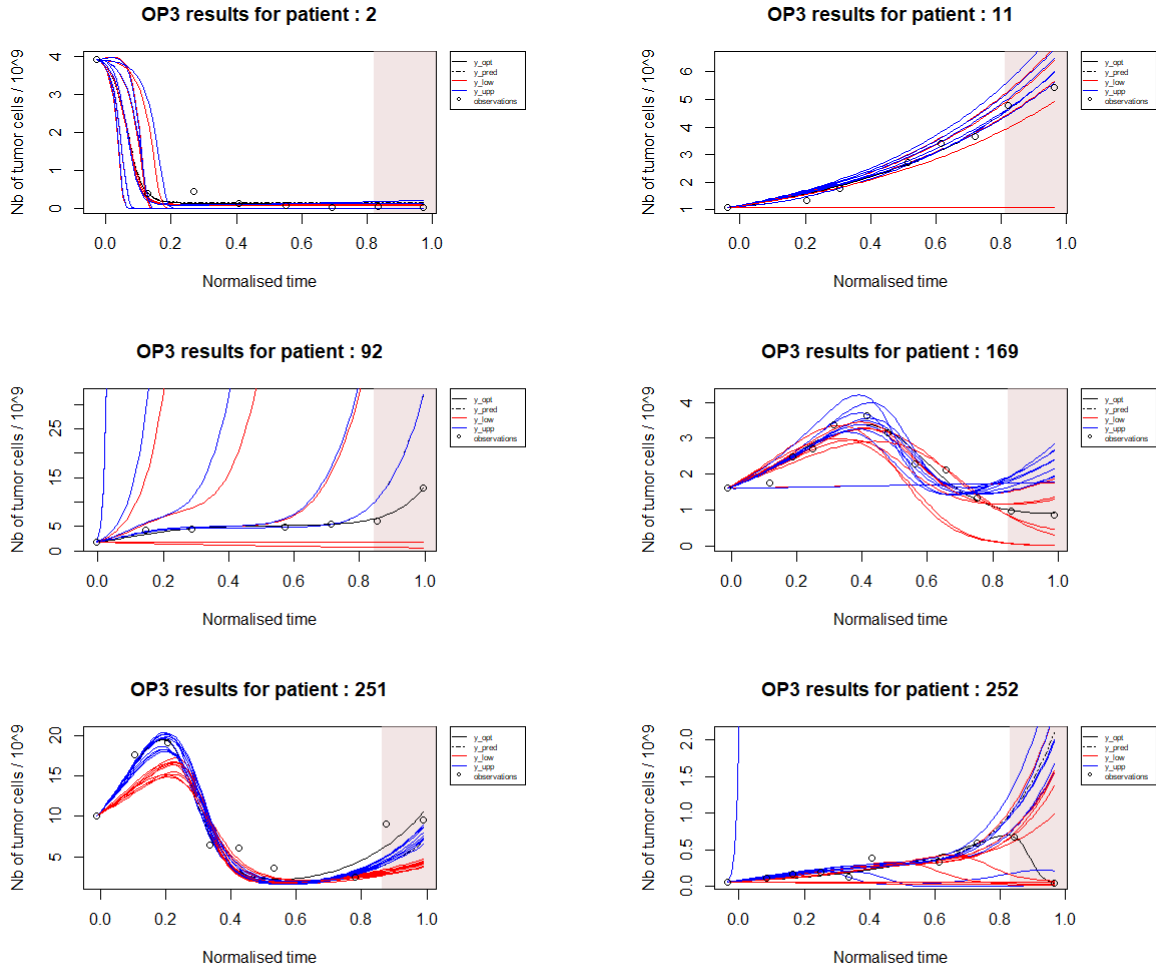 OP3 results for patient : 2
Nb of tumor cells / 10^9
4
3
2
1
0
0.0 0.2 0.4 0.6 0.8 1.0
Normalised time
y_opt
y_pred
y_low
y_upp
observations
OP3 results for patient : 11
Nb of tumor cells / 10^9
6
5
4
3
2
1
0.0 0.2 0.4 0.6 0.8 1.0
Normalised time
y_opt
y_pred
y_low
y_upp
observations
OP3 results for patient : 92
Nb of tumor cells / 10^9
25
15
10
5
0
0.0 0.2 0.4 0.6 0.8 1.0
Normalised time
y_opt
y_pred
y_low
y_upp
observations
OP3 results for patient : 169
Nb of tumor cells / 10^9
4
3
2
1
0
0.0 0.2 0.4 0.6 0.8 1.0
Normalised time
y_opt
y_pred
y_low
y_upp
observations
OP3 results for patient : 251
Nb of tumor cells / 10^9
20
15
10
5
0.0 0.2 0.4 0.6 0.8 1.0
Normalised time
y_opt
y_pred
y_low
y_upp
observations
OP3 results for patient : 252
Nb of tumor cells / 10^9
2.0
1.5
1.0
0.5
0.0
0.0 0.2 0.4 0.6 0.8 1.0
Normalised time
y_opt
y_pred
y_low
y_upp
observations